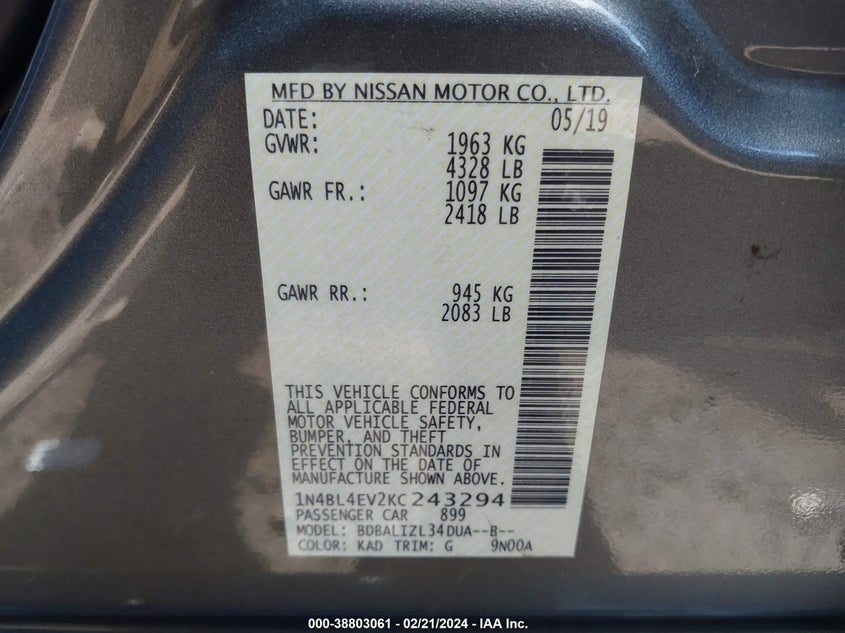 MFD BY NISSAN MOTOR CO., LTD.
DATE: 05/19
GVWR: 1963 KG
4328 LB
GAWR FR.: 1097 KG
2418 LB
GAWR RR.: 945 KG
2083 LB
THIS VEHICLE CONFORMS TO
ALL APPLICABLE FEDERAL
MOTOR VEHICLE SAFETY,
BUMPER, AND THEFT
PREVENTION STANDARDS IN
EFFECT ON THE DATE OF
MANUFACTURE SHOWN ABOVE.
1N4BL4EV2KC243294
PASSENGER CAR 899
MODEL: BDBALIZL34DUA--B--
COLOR: KAD TRIM: G 9N00A
000-38803061 - 02/21/2024 - IAA Inc.